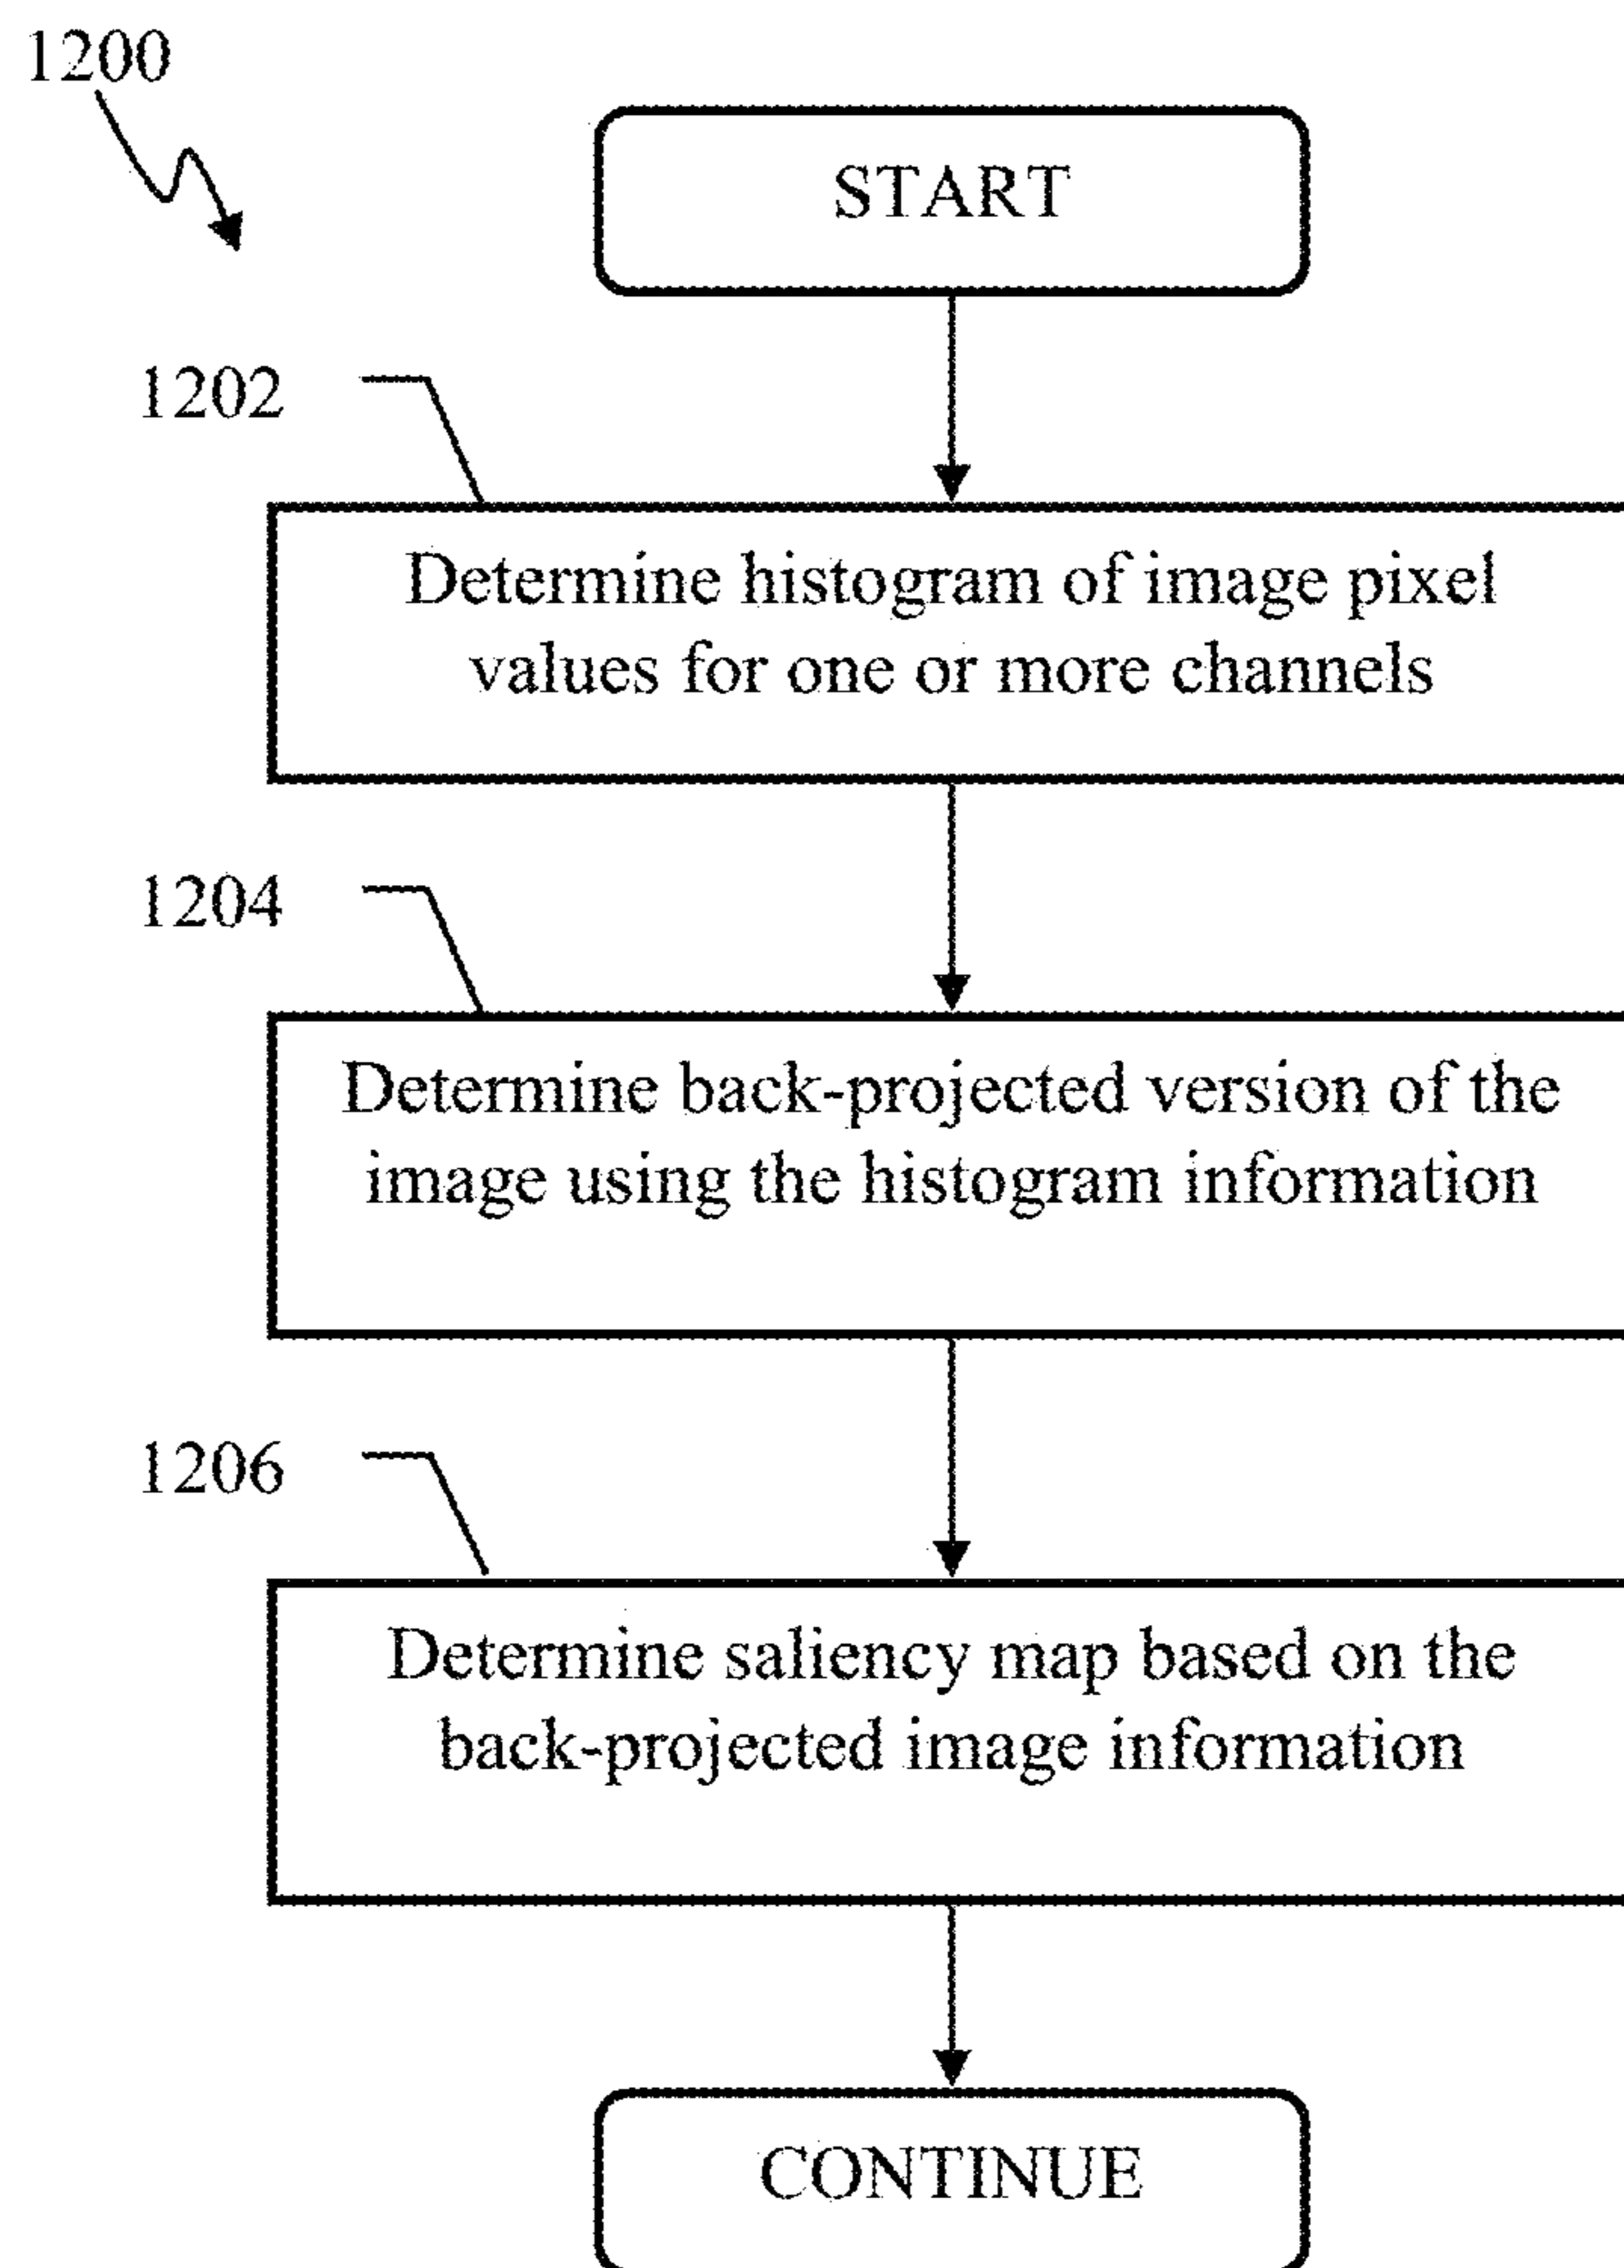 1200
START
1202
Determine histogram of image pixel
values for one or more channels
1204
Determine back-projected version of the
image using the histogram information
1206
Determine saliency map based on the
back-projected image information
CONTINUE